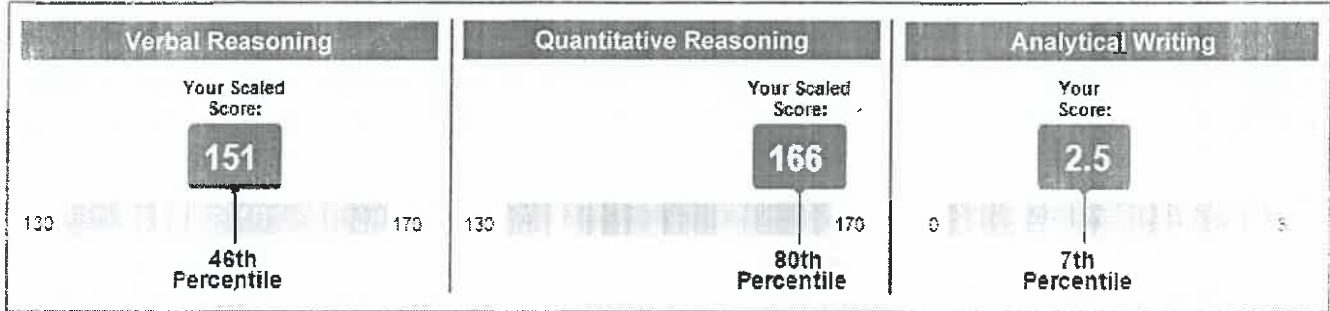 Verbal Reasoning
Your Scaled
Score:
151
130 170
46th
Percentile
Quantitative Reasoning
Your Scaled
Score:
166
130 170
80th
Percentile
Analytical Writing
Your
Score:
2.5
0
7th
Percentile